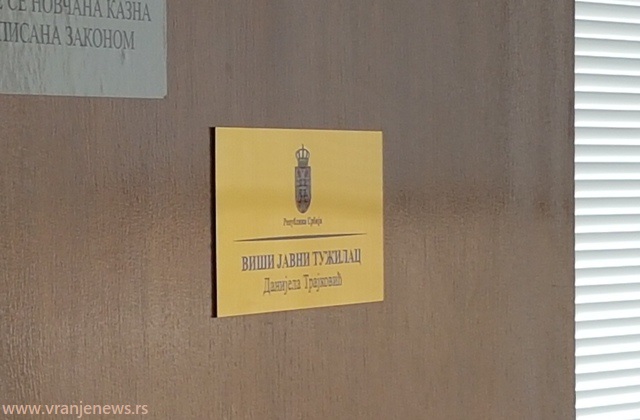 СЕ НОВЧАНА КАЗНА
ПИСАНА ЗАКОНОМ
Република Србија
ВИШИ ЈАВНИ ТУЖИЛАЦ
Данијела Трајковић
www.vranjenews.rs